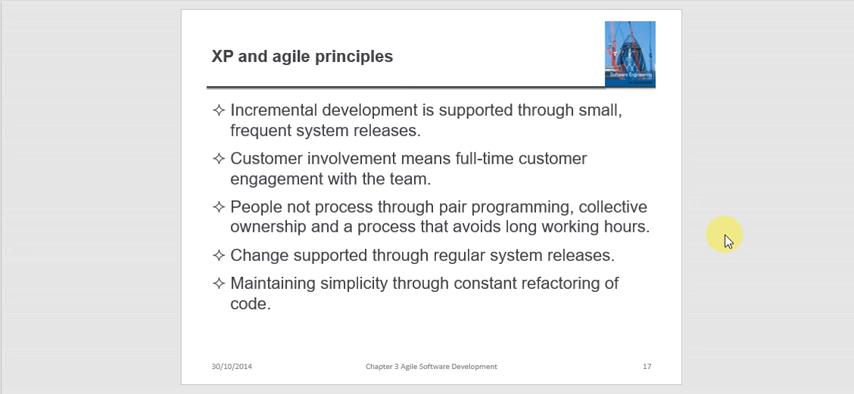 XP and agile principles
Software Engineering
Incremental development is supported through small,
frequent system releases.
Customer involvement means full-time customer
engagement with the team.
People not process through pair programming, collective
ownership and a process that avoids long working hours.
Change supported through regular system releases.
Maintaining simplicity through constant refactoring of
code.
30/10/2014 Chapter 3 Agile Software Development 17